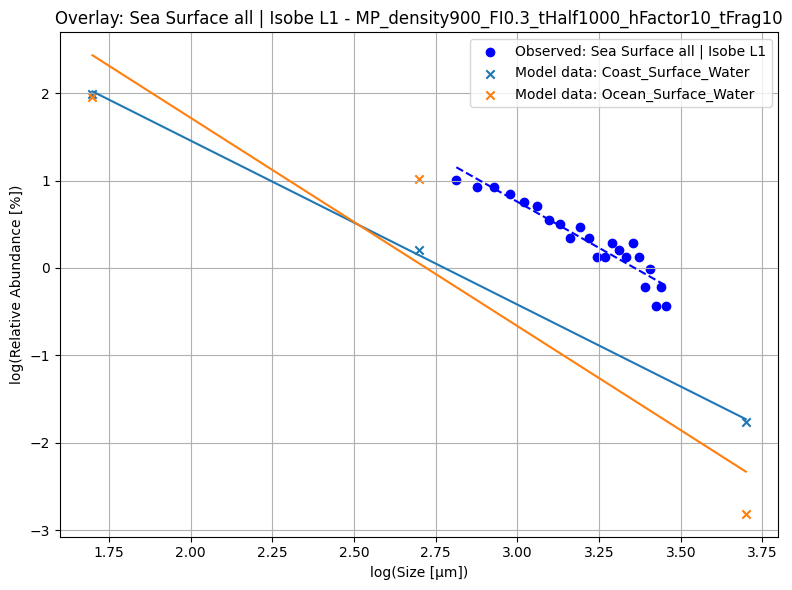 Overlay: Sea Surface all | Isobe L1 - MP_density900_FI0.3_tHalf1000_hFactor10_tFrag10
Observed: Sea Surface all | Isobe L1
Model data: Coast_Surface_Water
Model data: Ocean_Surface_Water
log(Relative Abundance [%])
2
1
0
−1
−2
−3
1.75 2.00 2.25 2.50 2.75 3.00 3.25 3.50 3.75
log(Size [μm])